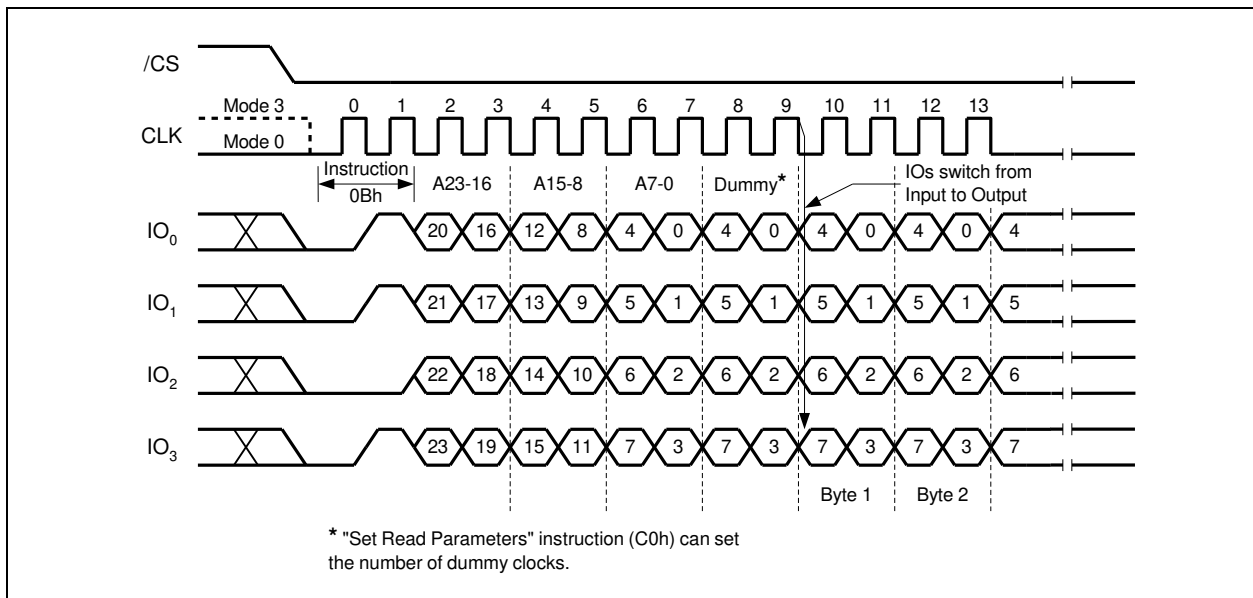 /CS
Mode 3 0 1 2 3 4 5 6 7 8 9 10 11 12 13
CLK
Mode 0
Instruction
0Bh
A23-16 A15-8 A7-0 Dummy*
IOs switch from
Input to Output
IO0 20 16 12 8 4 0 4 0 4 0 4 0 4
IO1 21 17 13 9 5 1 5 1 5 1 5 1 5
IO2 22 18 14 10 6 2 6 2 6 2 6 2 6
IO3 23 19 15 11 7 3 7 3 7 3 7 3 7
Byte 1 Byte 2
* "Set Read Parameters" instruction (C0h) can set
the number of dummy clocks.